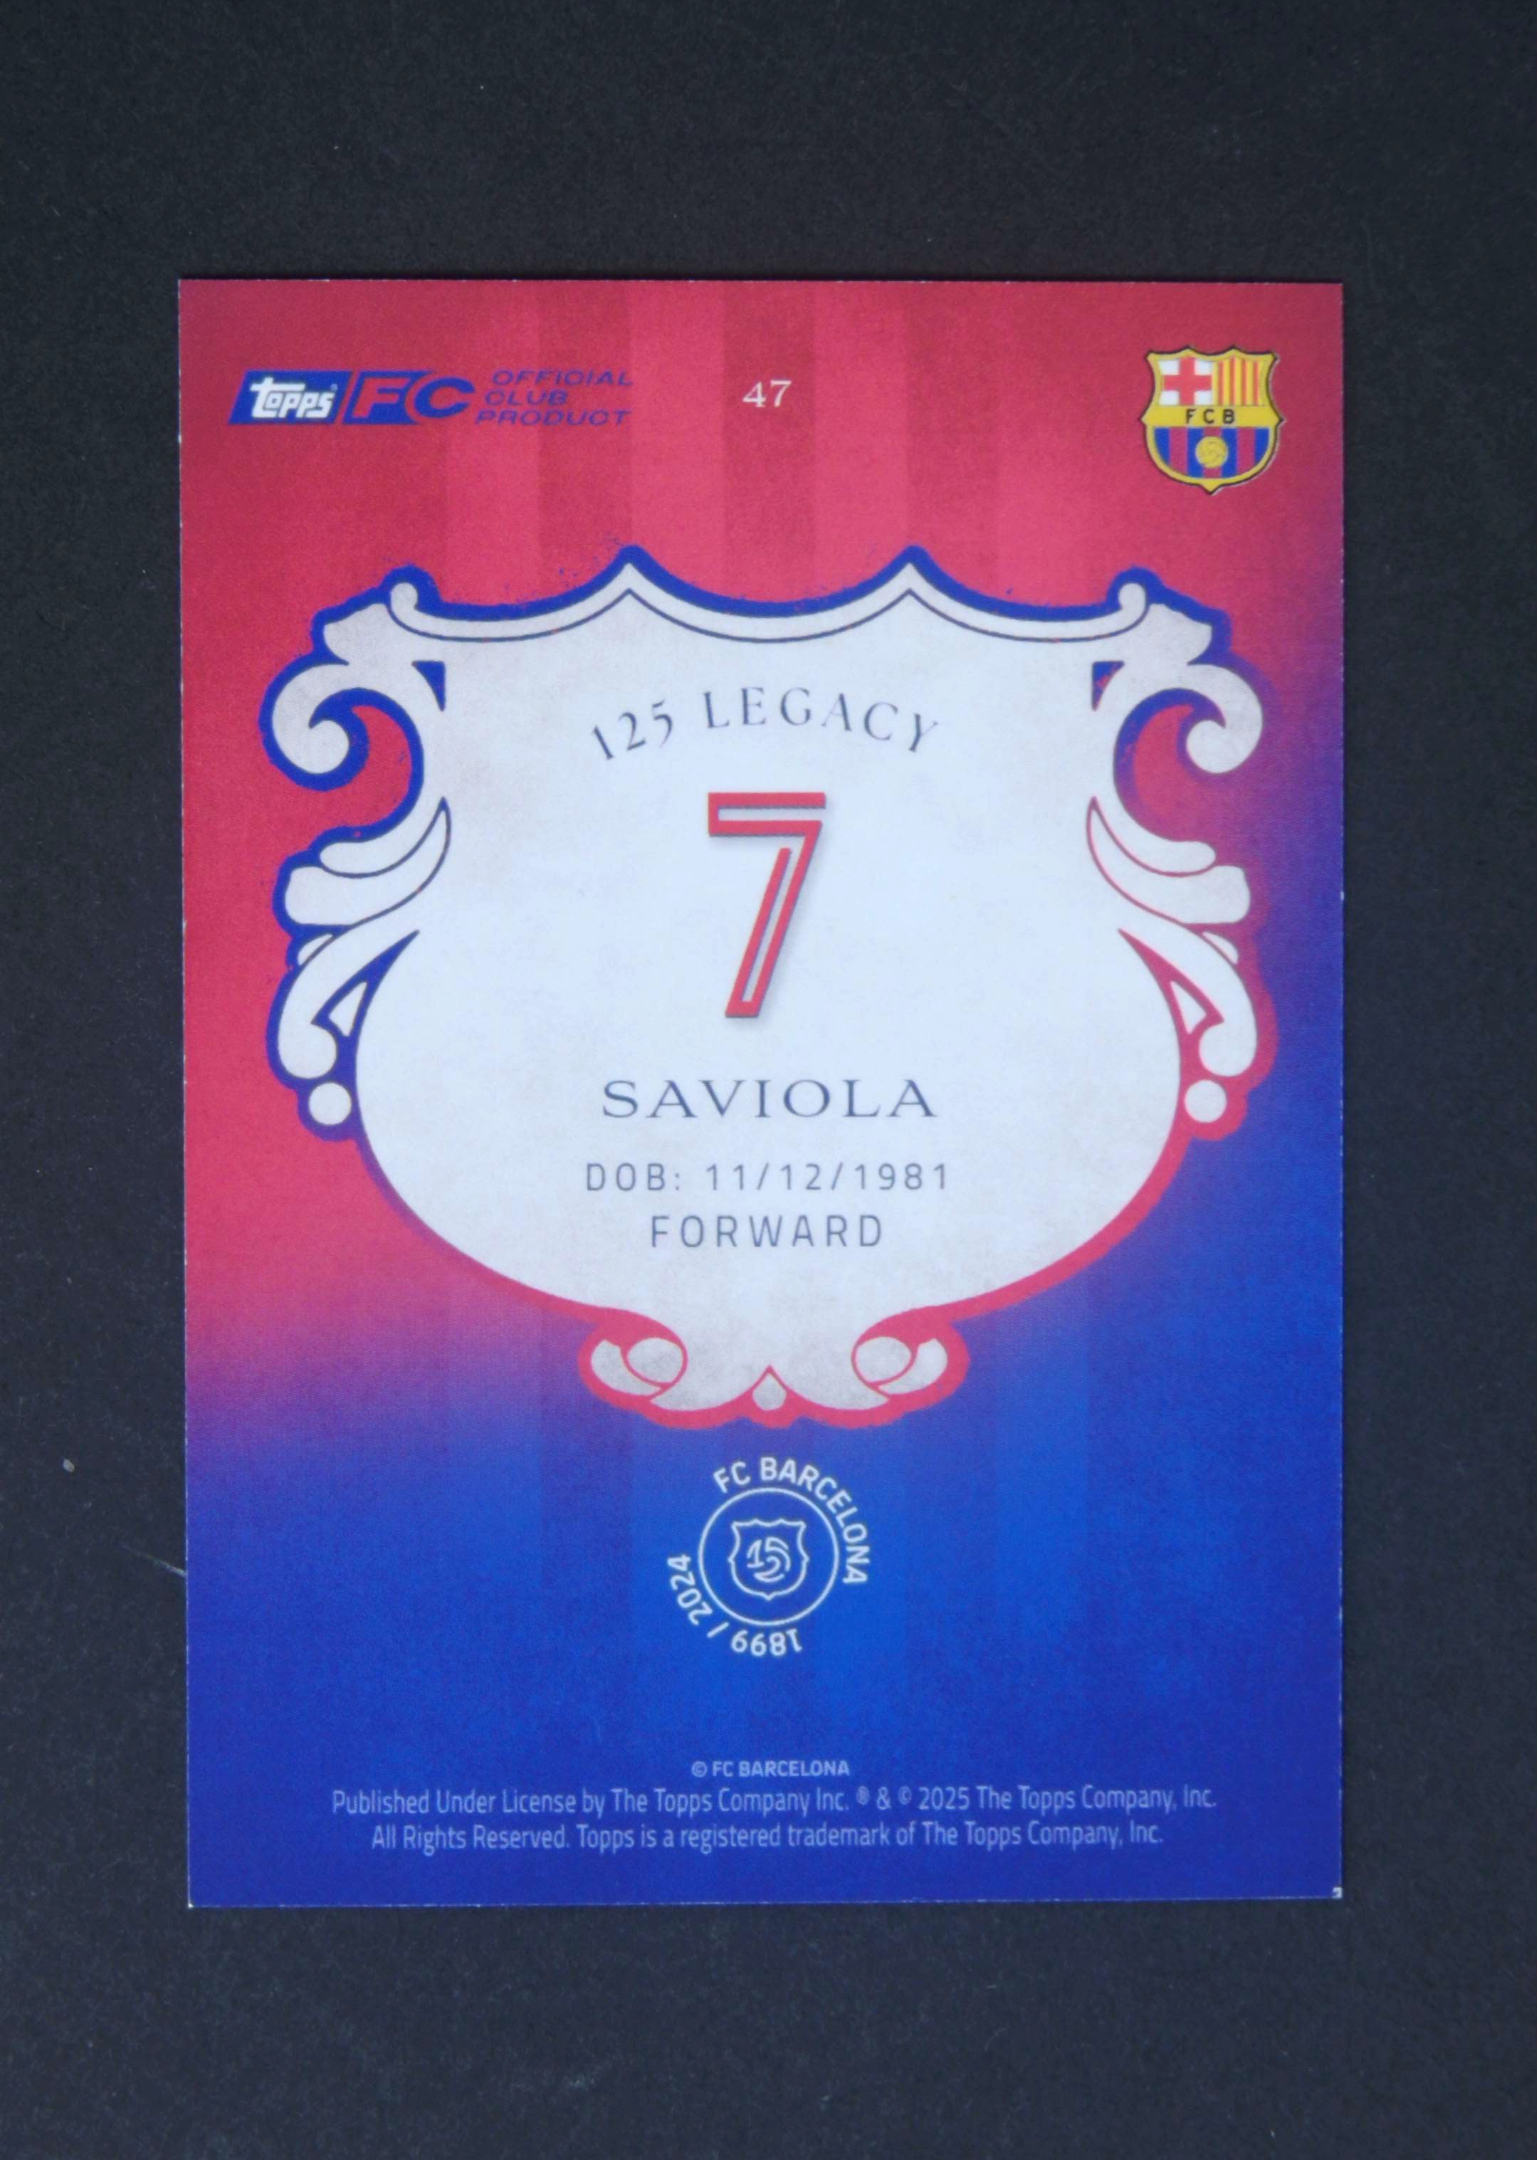 Topps FC OFFICIAL
CLUB
PRODUCT
47
FCB
125 LEGACY
7
SAVIOLA
DOB: 11/12/1981
FORWARD
FC BARCELONA
125
1899 / 2024
© FC BARCELONA
Published Under License by The Topps Company Inc. ® & © 2025 The Topps Company, Inc.
All Rights Reserved. Topps is a registered trademark of The Topps Company, Inc.